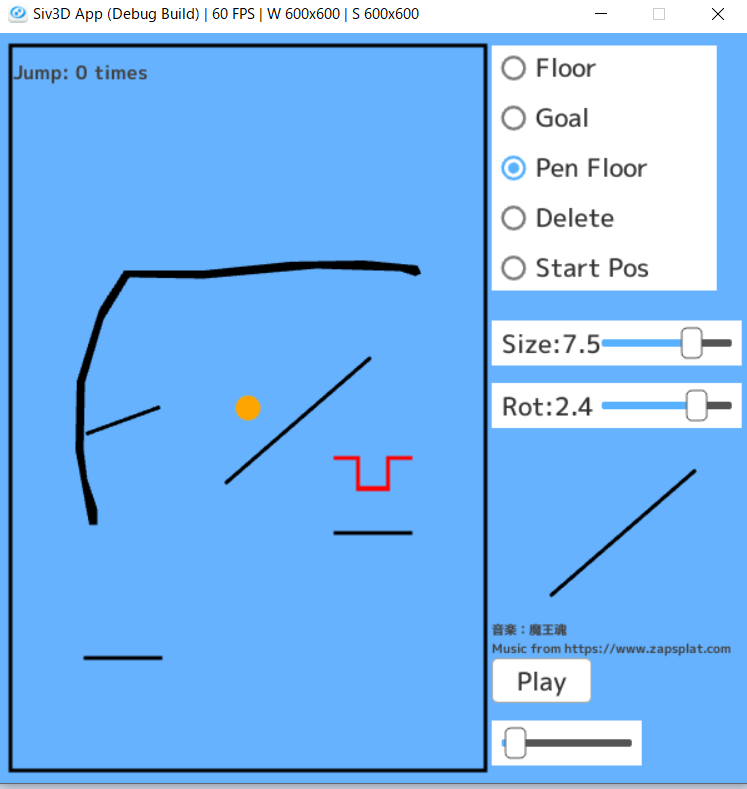 Siv3D App (Debug Build) | 60 FPS | W 600x600 | S 600x600
Jump: 0 times
Floor
Goal
Pen Floor
Delete
Start Pos
Size:7.5
Rot:2.4
音楽：魔王魂
Music from https://www.zapsplat.com
Play